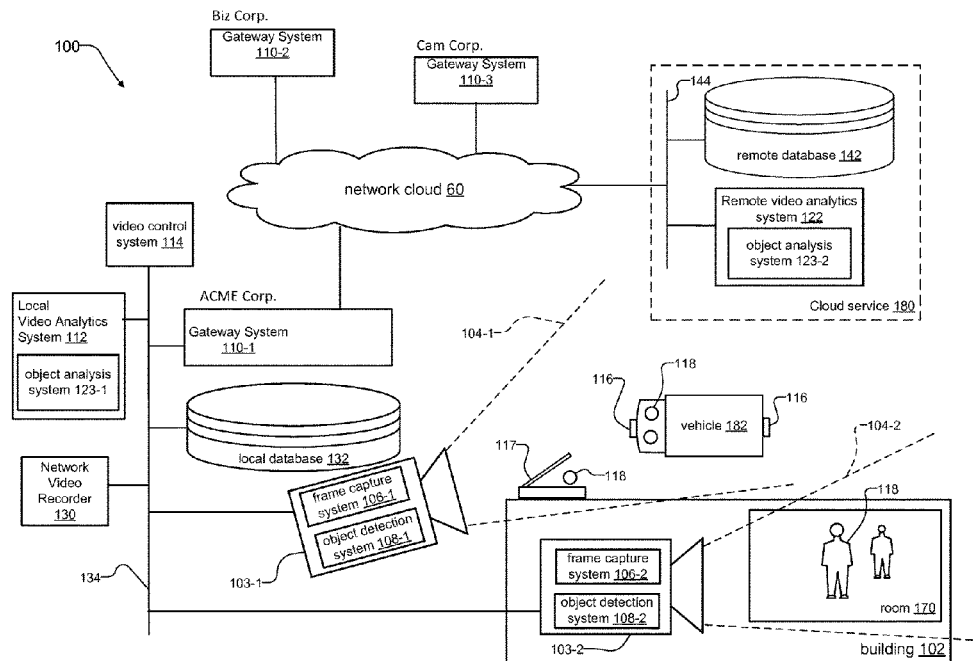 Biz Corp.
Gateway System
110-2
100
Cam Corp.
Gateway System
110-3
144
remote database 142
network cloud 60
Remote video analytics
system 122
object analysis
system 123-2
Cloud service 180
video control
system 114
ACME Corp.
Gateway System
110-1
Local
Video Analytics
System 112
object analysis
system 123-1
104-1
116
118
116
vehicle 182
104-2
local database 132
117
118
118
Network
Video
Recorder
130
frame capture
system 106-1
object detection
system 108-1
103-1
134
frame capture
system 106-2
object detection
system 108-2
103-2
room 170
building 102